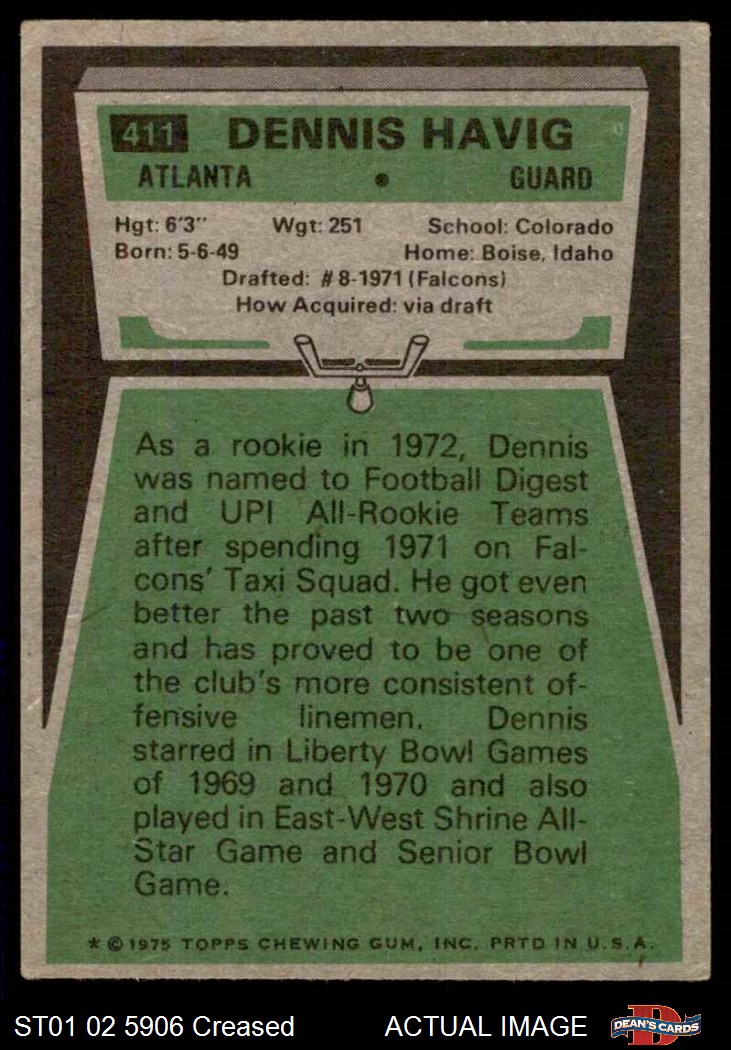 411 DENNIS HAVIG
ATLANTA • GUARD
Hgt: 6'3" Wgt: 251 School: Colorado
Born: 5-6-49 Home: Boise, Idaho
Drafted: #8-1971 (Falcons)
How Acquired: via draft
As a rookie in 1972, Dennis
was named to Football Digest
and UPI All-Rookie Teams
after spending 1971 on Fal-
cons' Taxi Squad. He got even
better the past two seasons
and has proved to be one of
the club's more consistent of-
fensive linemen. Dennis
starred in Liberty Bowl Games
of 1969 and 1970 and also
played in East-West Shrine All-
Star Game and Senior Bowl
Game.
* © 1975 TOPPS CHEWING GUM, INC. PRTD IN U.S.A.
ST01 02 5906 Creased ACTUAL IMAGE DEAN'S CARDS